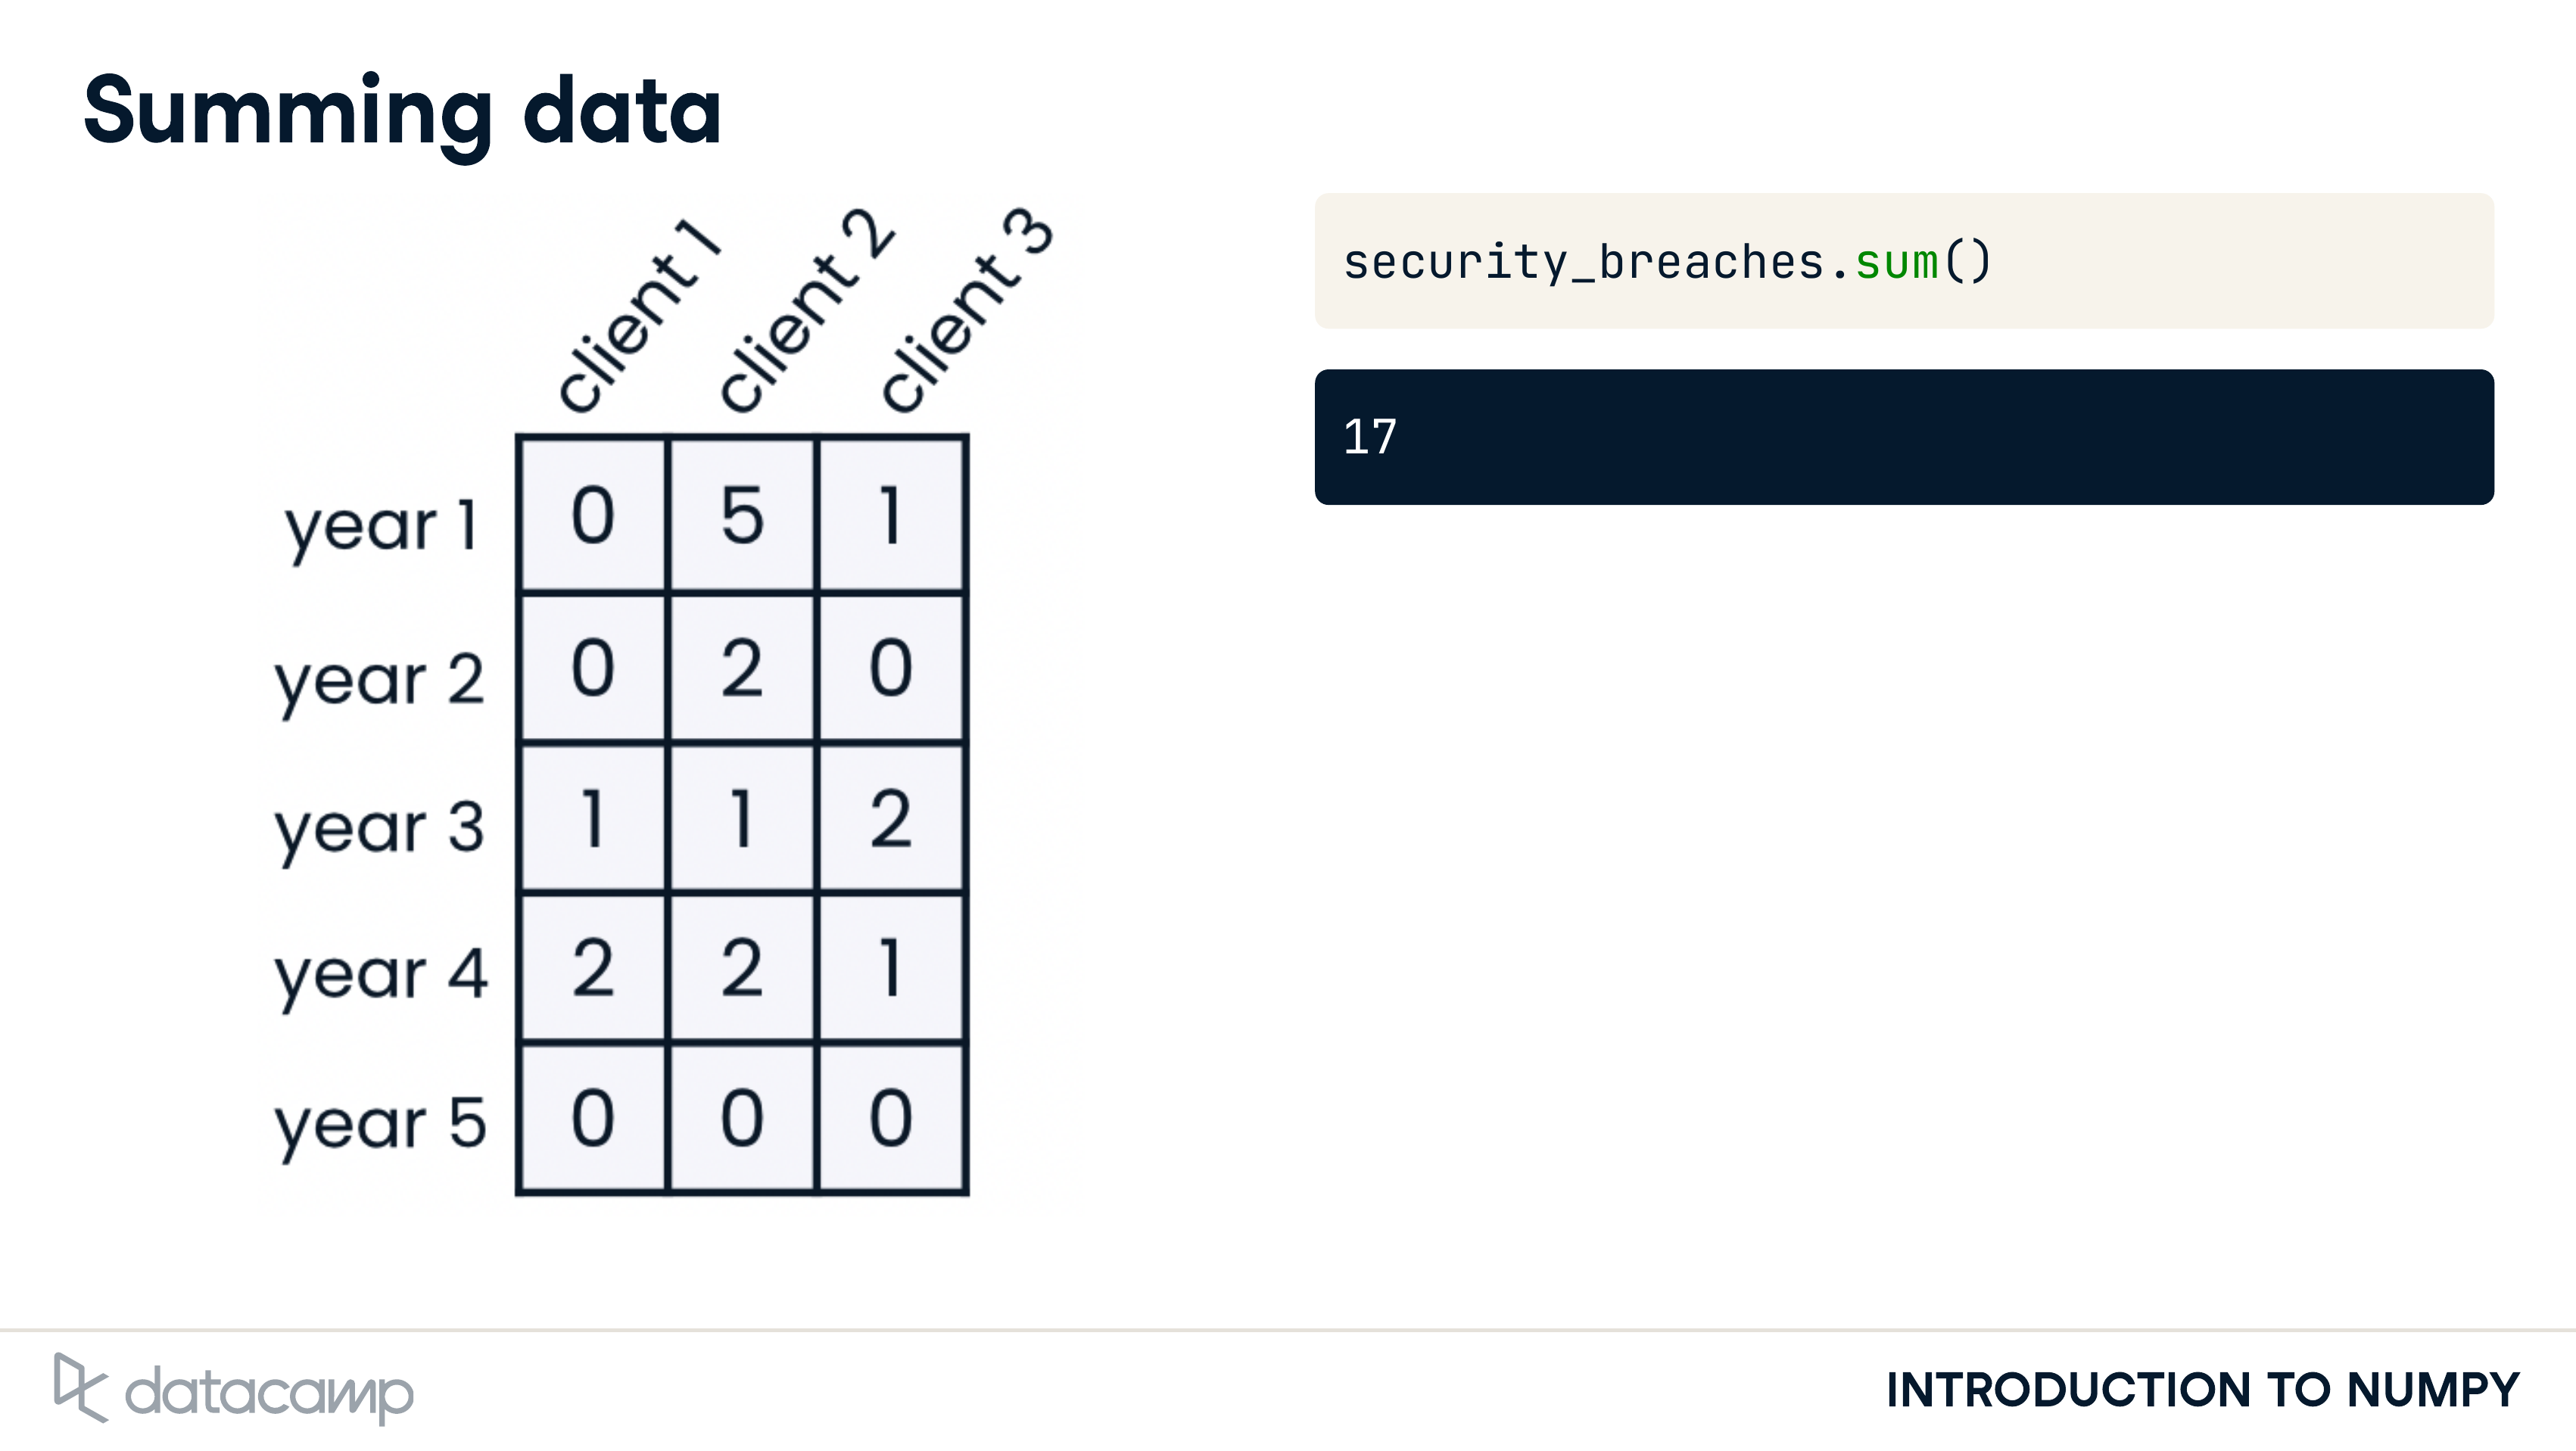 Summing data
client 1 client 2 client 3
year 1 0 5 1
year 2 0 2 0
year 3 1 1 2
year 4 2 2 1
year 5 0 0 0
security_breaches.sum()
17
datacamp
INTRODUCTION TO NUMPY